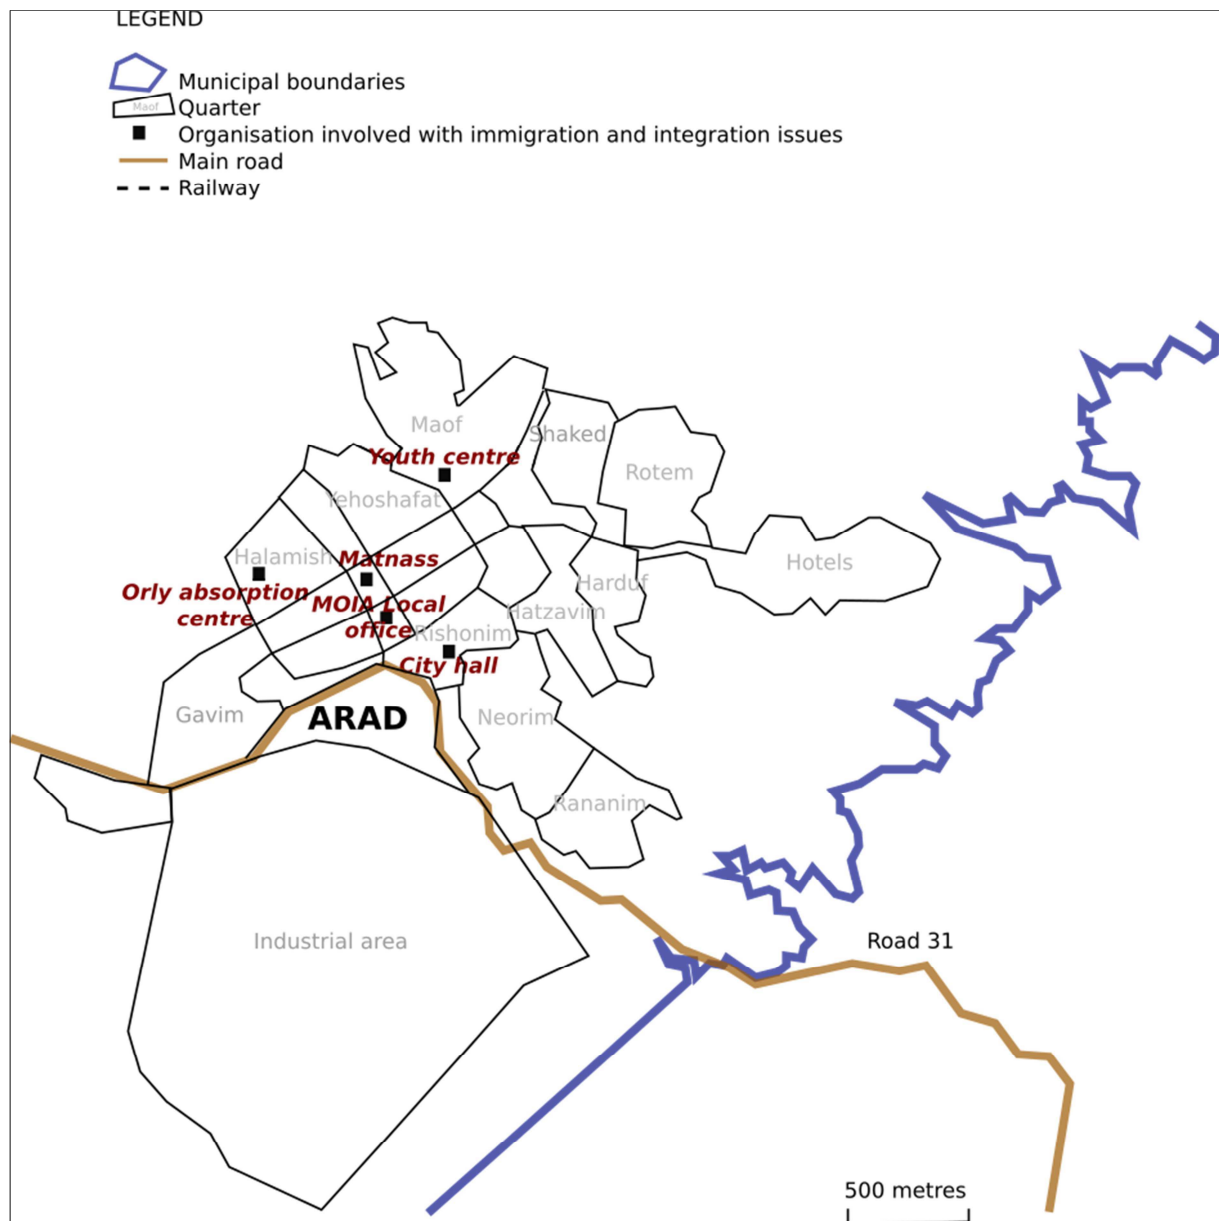 LEGEND
Municipal boundaries
Maof
Quarter
Organisation involved with immigration and integration issues
Main road
Railway
Maof
Shaked
Youth centre
Rotem
Yehoshafat
Halamish
Matnass
Hotels
Harduf
Orly absorption
centre
MOIA Local
office
Hatzavim
Rishonim
City hall
Gavim
ARAD
Neorim
Rananim
Industrial area
Road 31
500 metres